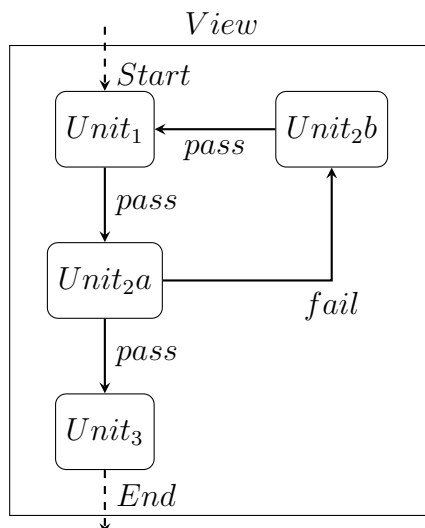 View
Start
Unit₁
Unit₂b
pass
pass
Unit₂a
fail
pass
Unit₃
End